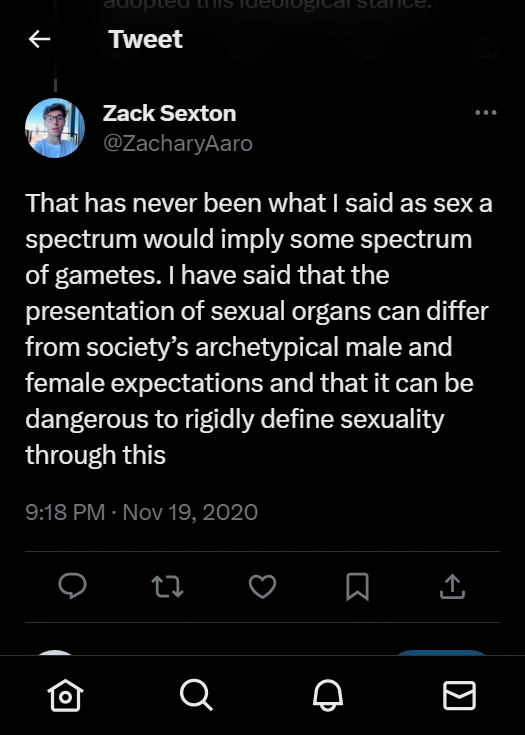 adopted this ideological stance.
Tweet
Zack Sexton
@ZacharyAaro
That has never been what I said as sex a
spectrum would imply some spectrum
of gametes. I have said that the
presentation of sexual organs can differ
from society’s archetypical male and
female expectations and that it can be
dangerous to rigidly define sexuality
through this
9:18 PM · Nov 19, 2020